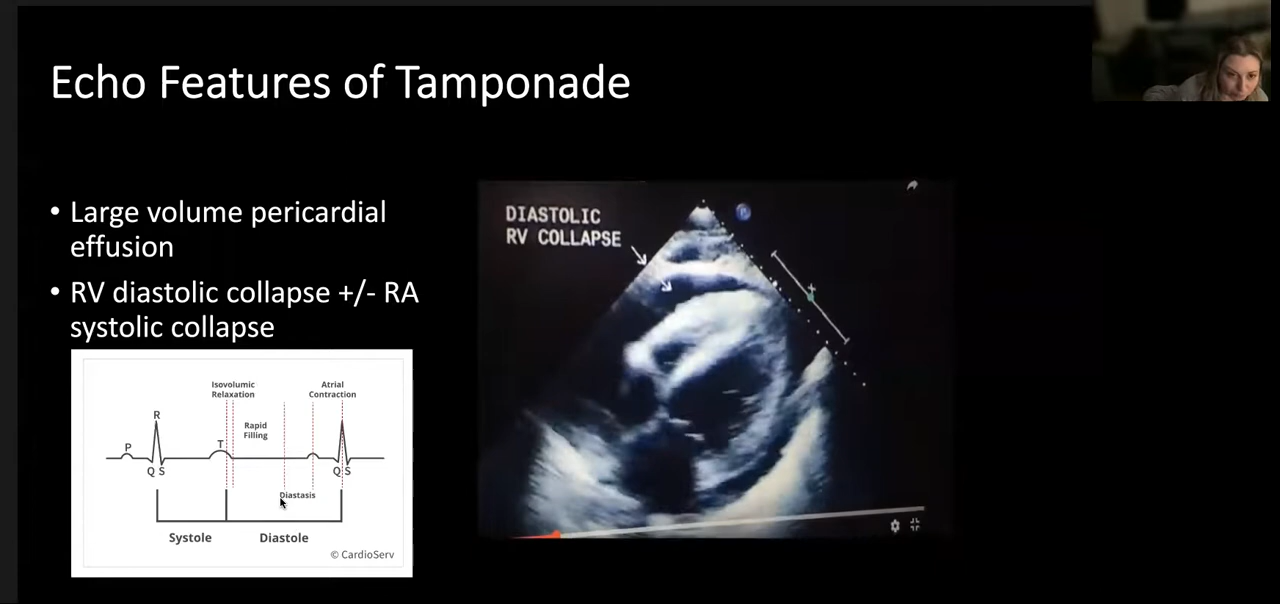 Echo Features of Tamponade
• Large volume pericardial
effusion
• RV diastolic collapse +/- RA
systolic collapse
DIASTOLIC
RV COLLAPSE
Isovolumic
Relaxation
Atrial
Contraction
R
Rapid
Filling
P
T
Q S
Q S
Diastasis
Systole
Diastole
© CardioServ